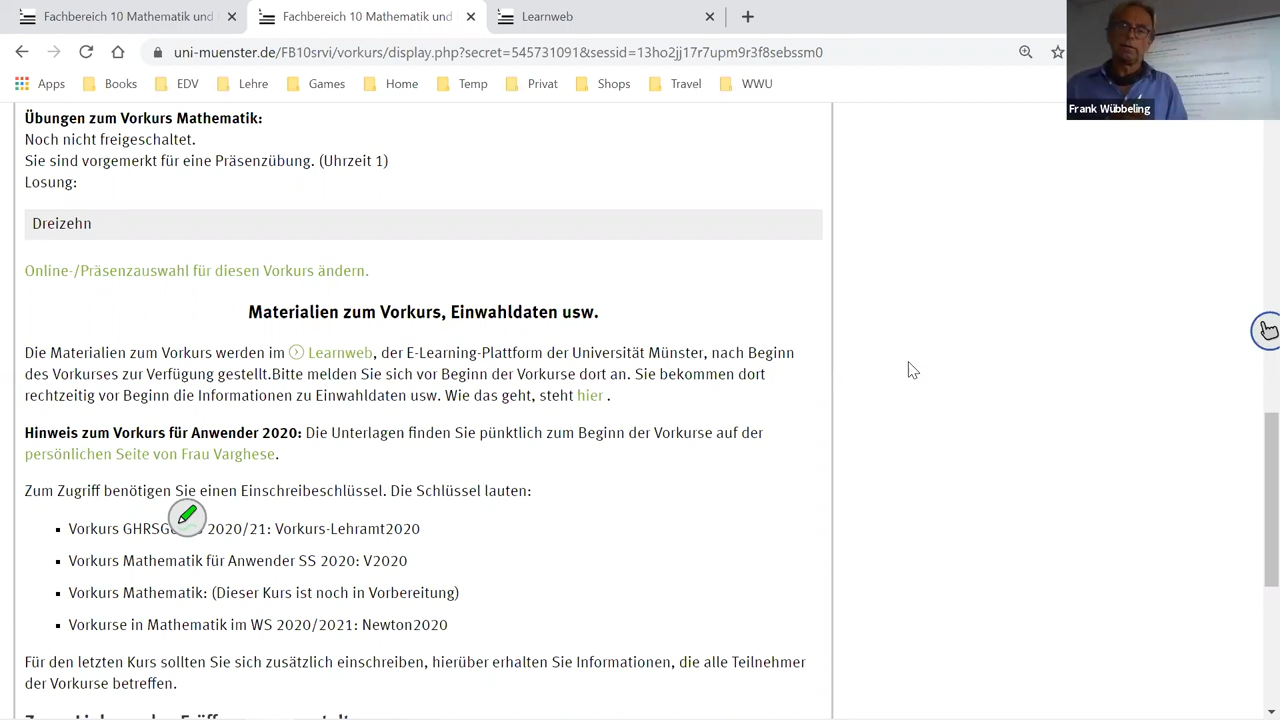 Fachbereich 10 Mathematik und
Fachbereich 10 Mathematik und
Learnweb
uni-muenster.de/FB10srvi/vorkurs/display.php?secret=545731091&sessid=13ho2jj17r7upm9r3f8sebssm0
Apps Books EDV Lehre Games Home Temp Privat Shops Travel WWU
Frank Wübbeling
Übungen zum Vorkurs Mathematik:
Noch nicht freigeschaltet.
Sie sind vorgemerkt für eine Präsenzübung. (Uhrzeit 1)
Losung:
Dreizehn
Online-/Präsenzauswahl für diesen Vorkurs ändern.
Materialien zum Vorkurs, Einwahldaten usw.
Die Materialien zum Vorkurs werden im Learnweb, der E-Learning-Plattform der Universität Münster, nach Beginn
des Vorkurses zur Verfügung gestellt.Bitte melden Sie sich vor Beginn der Vorkurse dort an. Sie bekommen dort
rechtzeitig vor Beginn die Informationen zu Einwahldaten usw. Wie das geht, steht hier .
Hinweis zum Vorkurs für Anwender 2020: Die Unterlagen finden Sie pünktlich zum Beginn der Vorkurse auf der
persönlichen Seite von Frau Varghese.
Zum Zugriff benötigen Sie einen Einschreibeschlüssel. Die Schlüssel lauten:
Vorkurs 2020/21: Vorkurs-Lehramt2020
Vorkurs Mathematik für Anwender SS 2020: V2020
Vorkurs Mathematik: (Dieser Kurs ist noch in Vorbereitung)
Vorkurse in Mathematik im WS 2020/2021: Newton2020
Für den letzten Kurs sollten Sie sich zusätzlich einschreiben, hierüber erhalten Sie Informationen, die alle Teilnehmer
der Vorkurse betreffen.